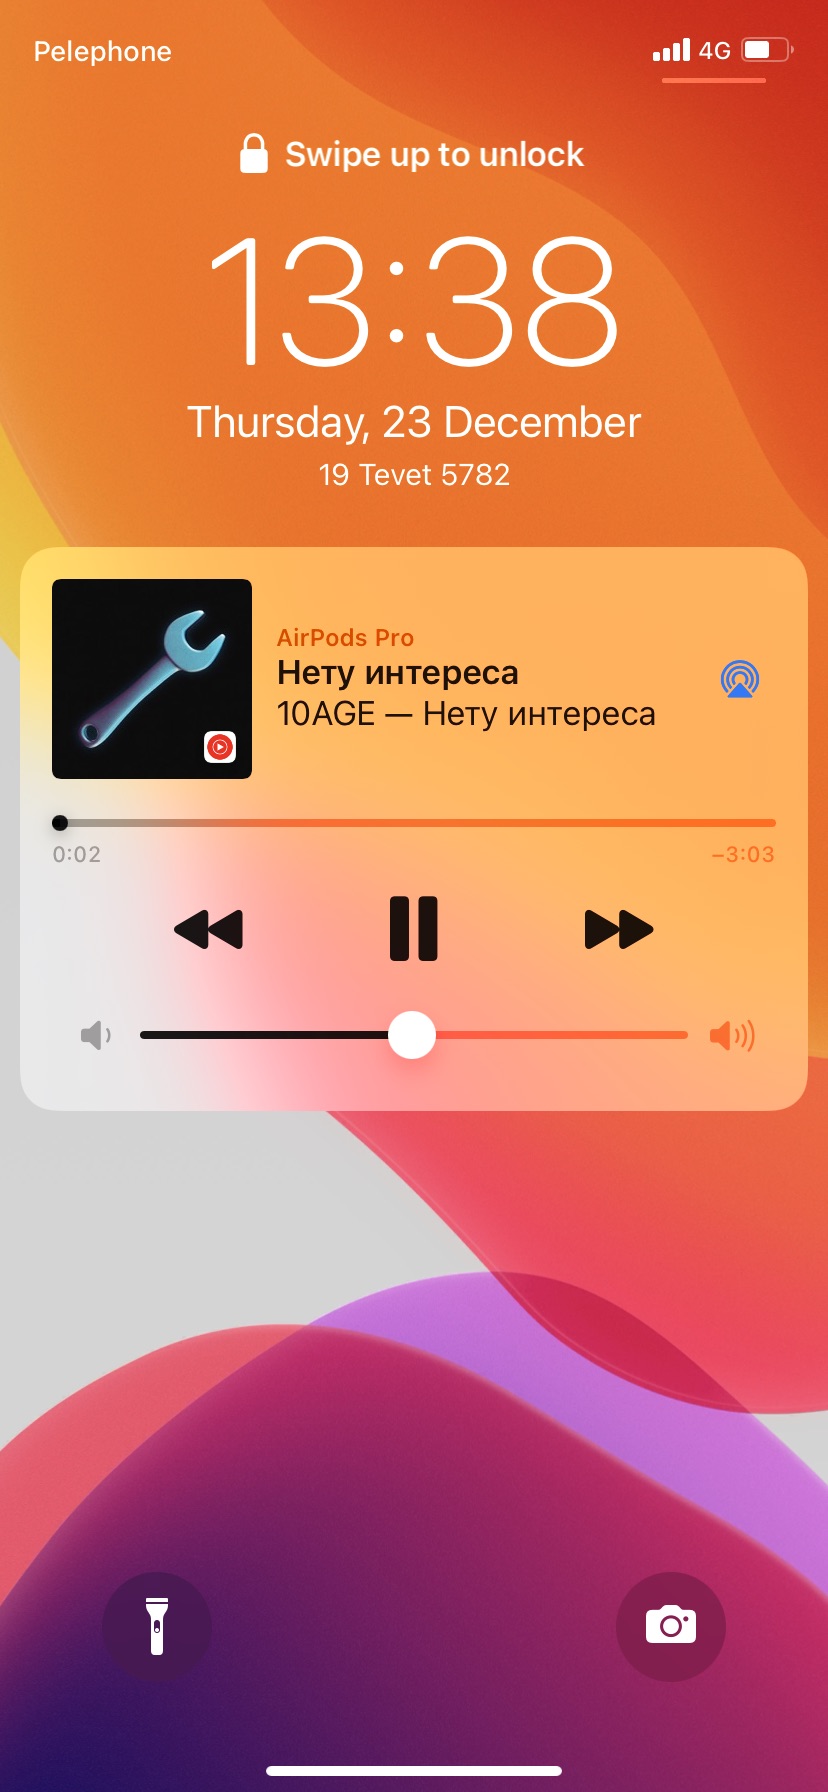 Pelephone
4G
Swipe up to unlock
13:38
Thursday, 23 December
19 Tevet 5782
AirPods Pro
Нету интереса
10AGE — Нету интереса
0:02
–3:03